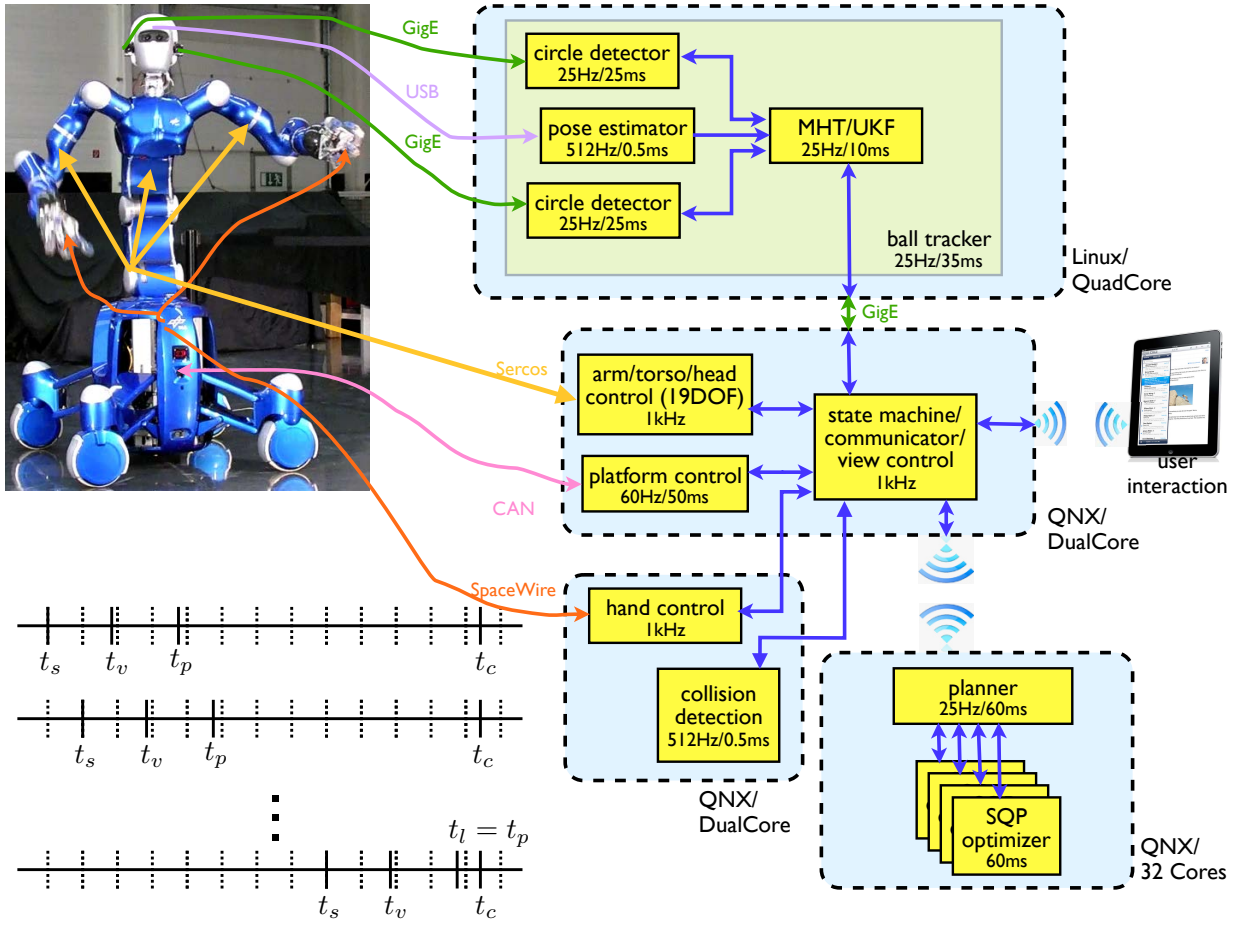 GigE
USB
GigE
circle detector
25Hz/25ms
pose estimator
512Hz/0.5ms
circle detector
25Hz/25ms
MHT/UKF
25Hz/10ms
ball tracker
25Hz/35ms
Linux/
QuadCore
GigE
Sercos
arm/torso/head
control (19DOF)
1kHz
platform control
60Hz/50ms
CAN
state machine/
communicator/
view control
1kHz
user
interaction
QNX/
DualCore
SpaceWire
hand control
1kHz
collision
detection
512Hz/0.5ms
QNX/
DualCore
planner
25Hz/60ms
SQP
optimizer
60ms
QNX/
32 Cores
t_s t_v t_p t_c
t_s t_v t_p t_c
t_l = t_p
t_s t_v t_c